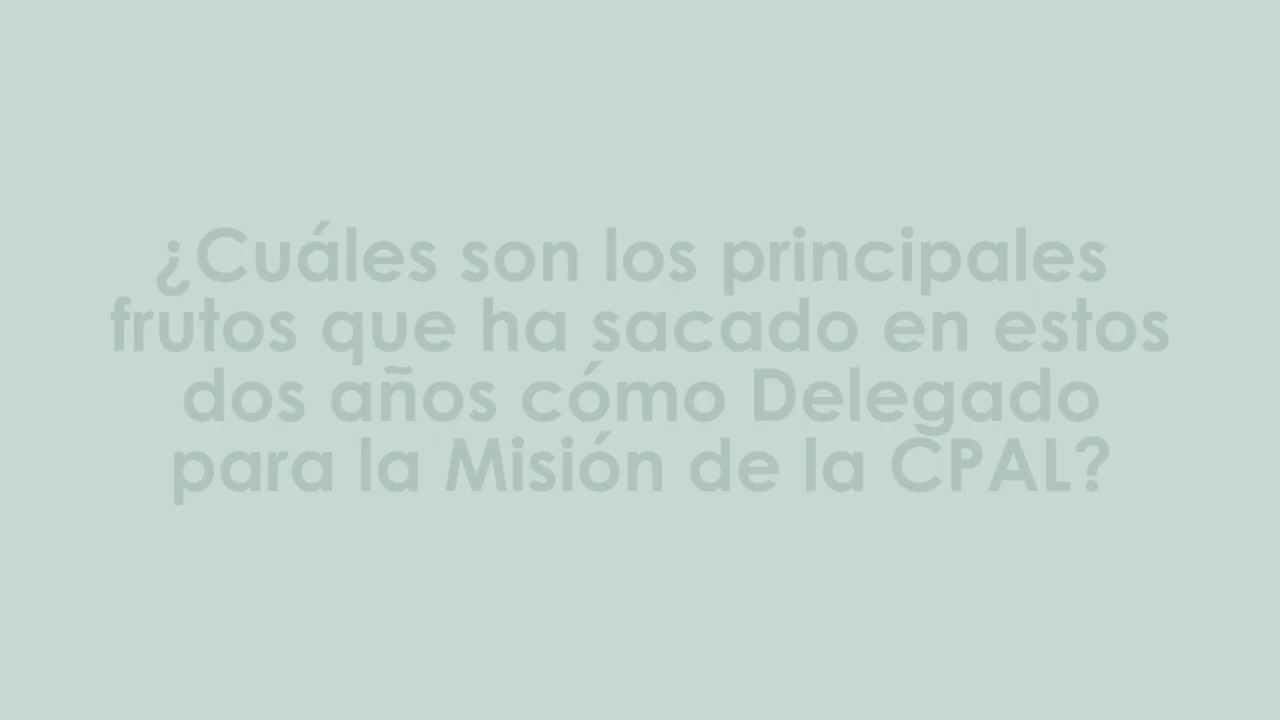 ¿Cuáles son los principales
frutos que ha sacado en estos
dos años cómo Delegado
para la Misión de la CPAL?